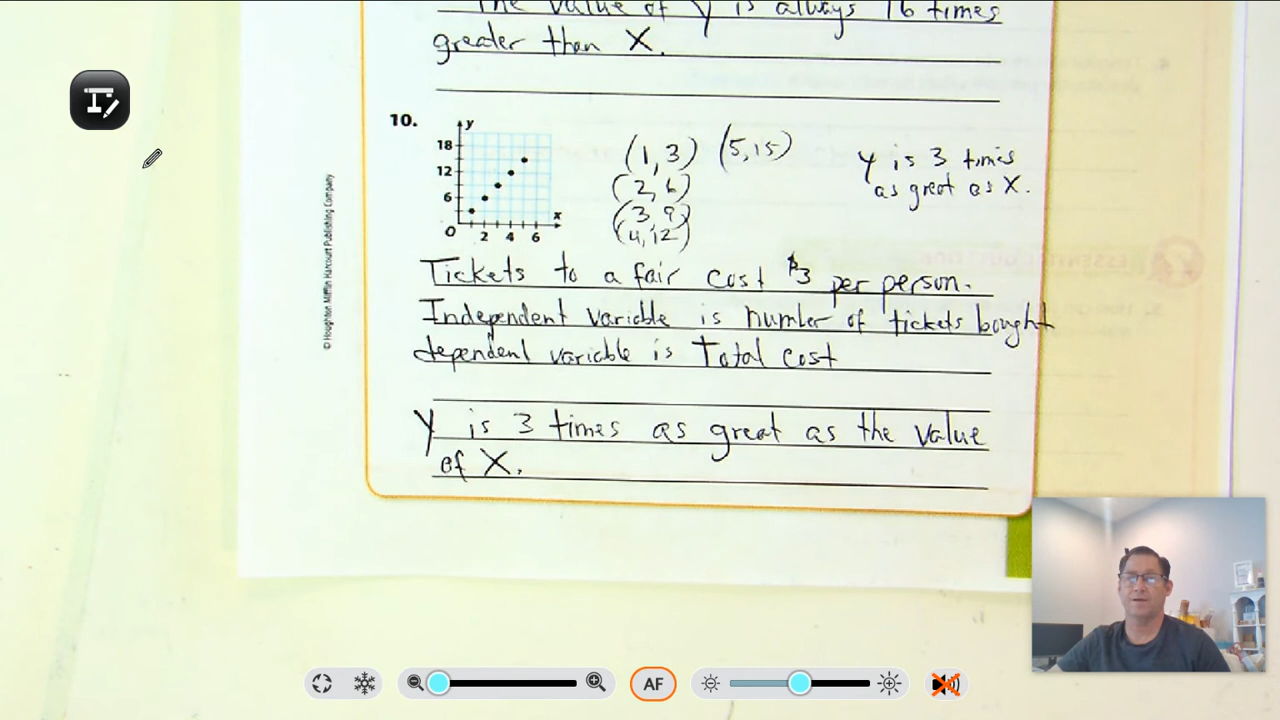 The value of Y is always 16 times
greater than X.
10.
y
18
12
6
O
2 4 6
x
(1,3) (5,15)
(2,6)
(3,9)
(4,12)
y is 3 times
as great as X.
© Houghton Mifflin Harcourt Publishing Company
Tickets to a fair cost $3 per person.
Independent variable is number of tickets bought
dependent variable is Total cost
Y is 3 times as great as the value
of X.
AF